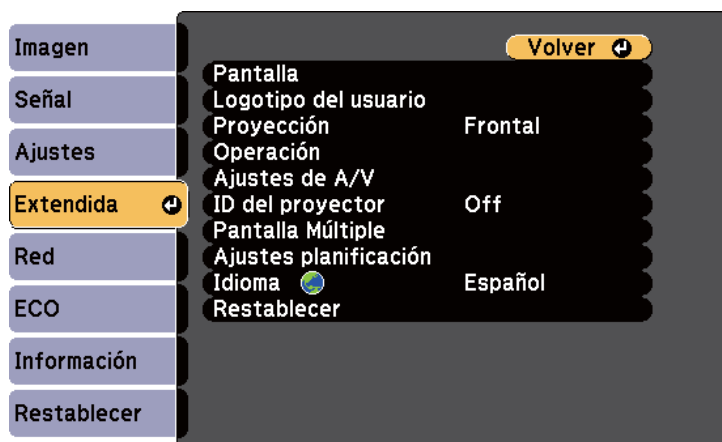 Imagen
Señal
Ajustes
Extendida
Red
ECO
Información
Restablecer
Volver
Pantalla
Logotipo del usuario
Proyección Frontal
Operación
Ajustes de A/V
ID del proyector Off
Pantalla Múltiple
Ajustes planificación
Idioma Español
Restablecer